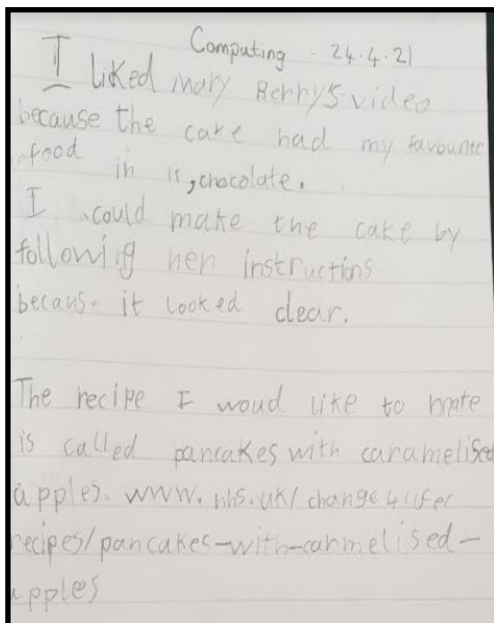 Computing - 24.4.21
I liked mary Berry's video
because the cake had my favourite
food in it, chocolate.
I could make the cake by
following her instructions
because it looked clear.
The recipe I woud like to make
is called pancakes with caramelised
apples. www.nhs.uk/change4life/
recipes/pancakes-with-carmelised-
apples